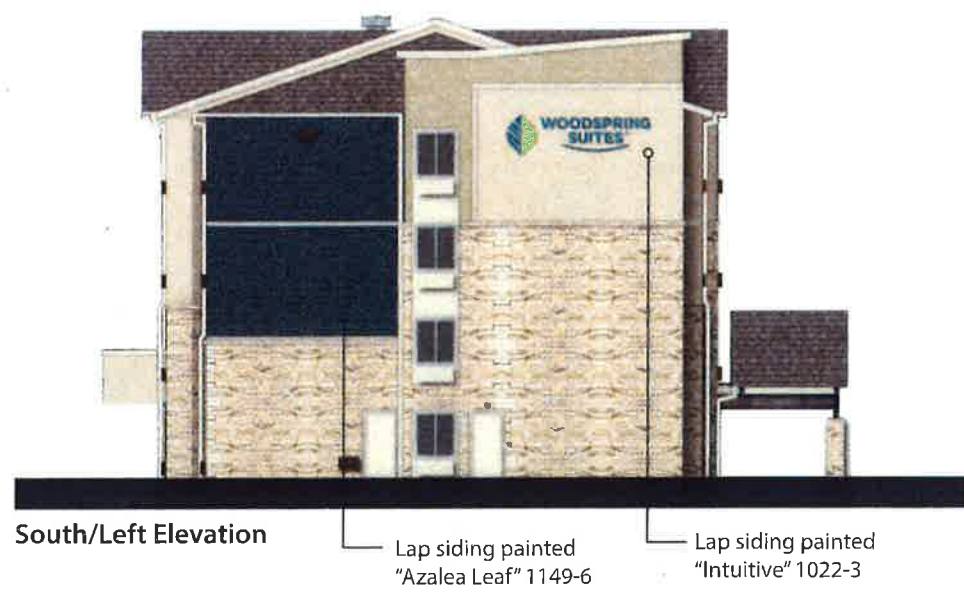 WOODSPRING
SUITES
South/Left Elevation
Lap siding painted
"Azalea Leaf" 1149-6
Lap siding painted
"Intuitive" 1022-3